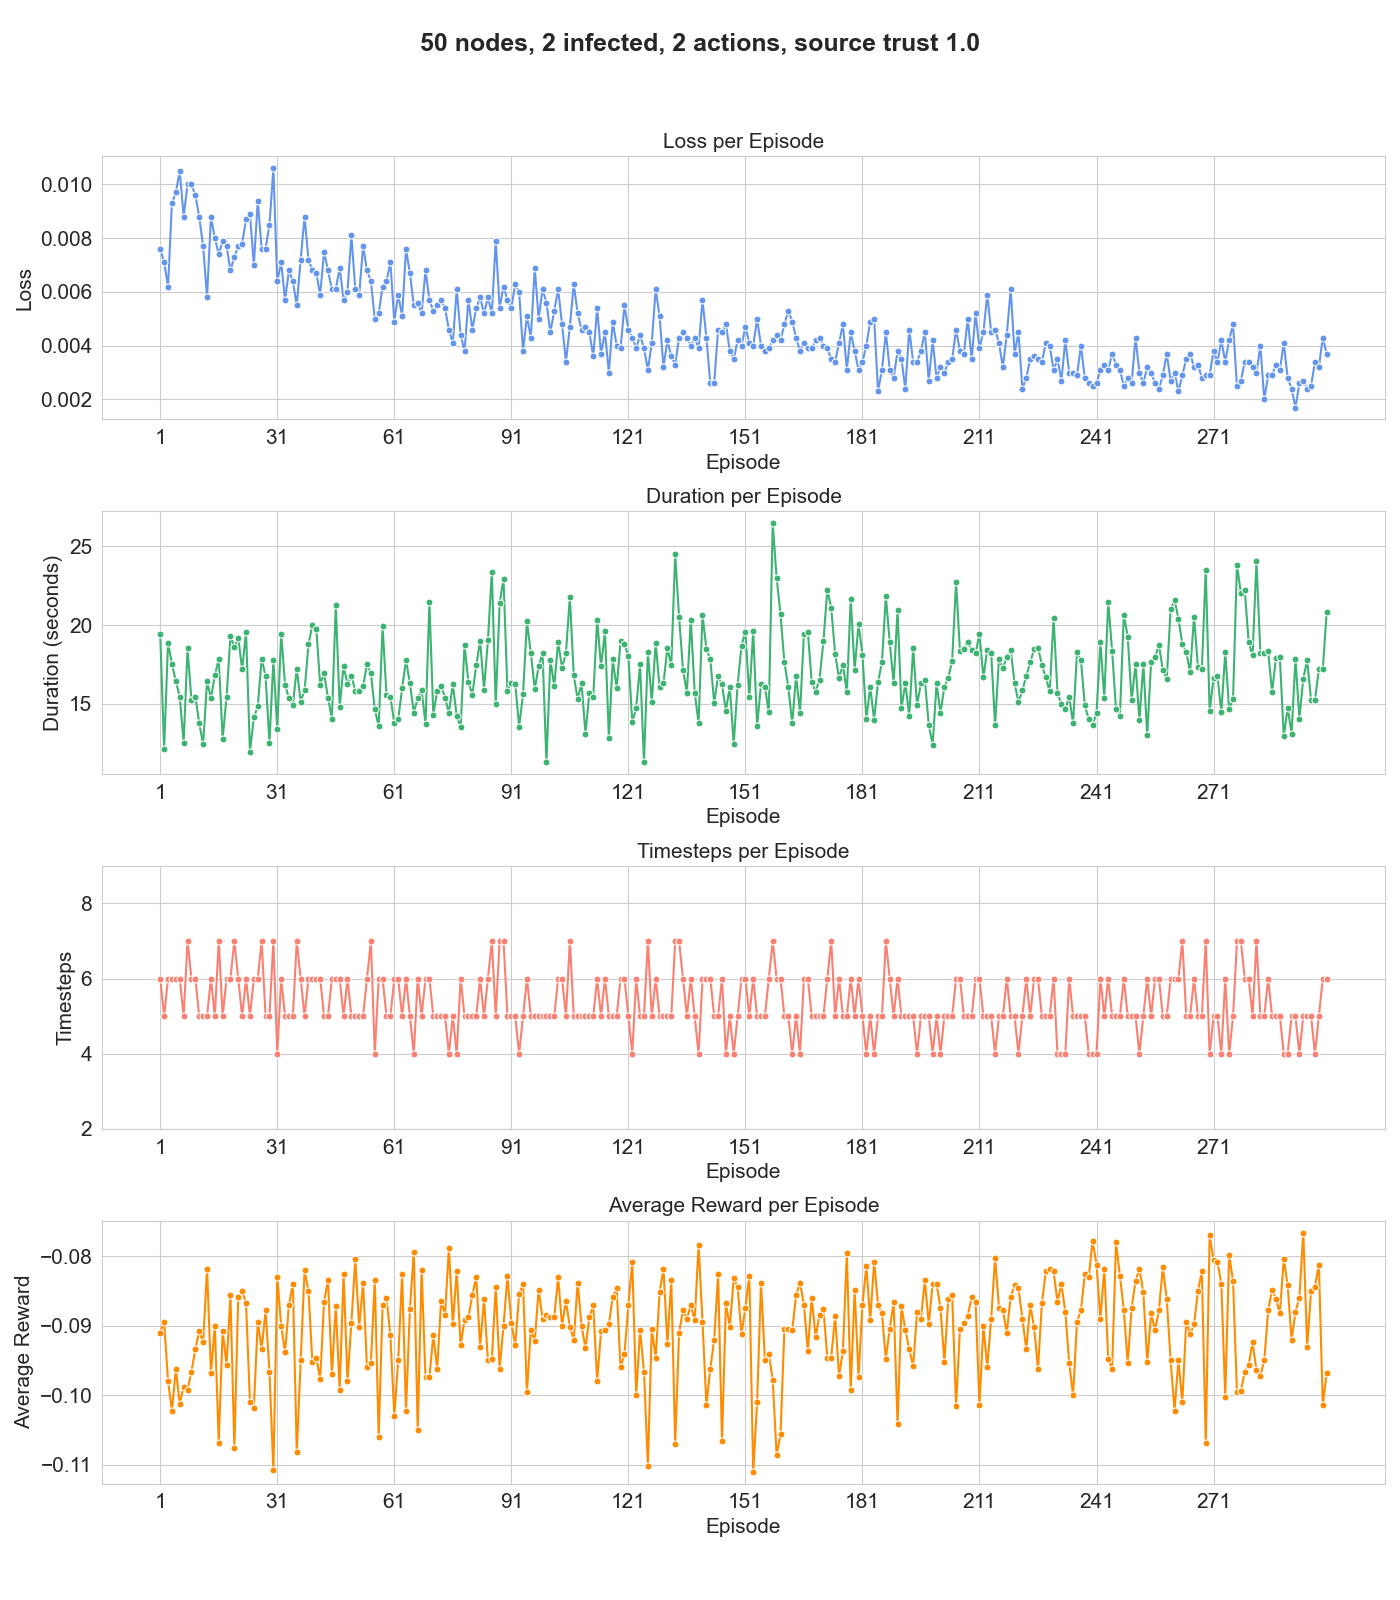 50 nodes, 2 infected, 2 actions, source trust 1.0
Loss per Episode
Loss
0.010
0.008
0.006
0.004
0.002
1 31 61 91 121 151 181 211 241 271
Episode
Duration per Episode
Duration (seconds)
25
20
15
1 31 61 91 121 151 181 211 241 271
Episode
Timesteps per Episode
Timesteps
8
6
4
2
1 31 61 91 121 151 181 211 241 271
Episode
Average Reward per Episode
Average Reward
−0.08
−0.09
−0.10
−0.11
1 31 61 91 121 151 181 211 241 271
Episode